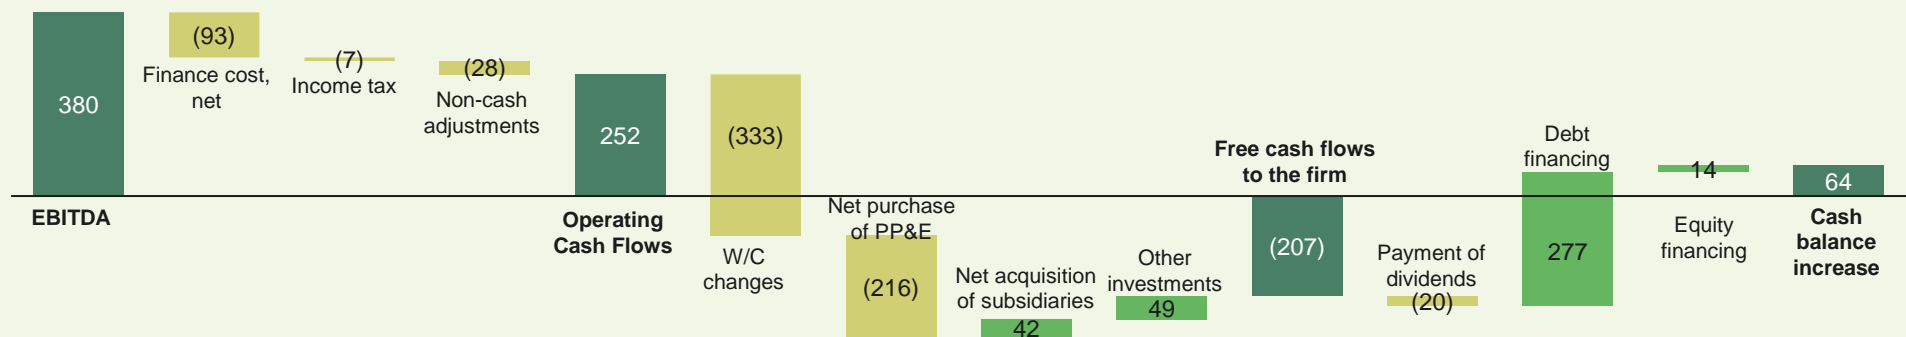 380
EBITDA
(93)
Finance cost,
net
(7)
Income tax
(28)
Non-cash
adjustments
252
Operating
Cash Flows
(333)
W/C
changes
Net purchase
of PP&E
(216)
Net acquisition
of subsidiaries
42
Other
investments
49
Free cash flows
to the firm
(207)
Payment of
dividends
(20)
Debt
financing
277
14
Equity
financing
64
Cash
balance
increase